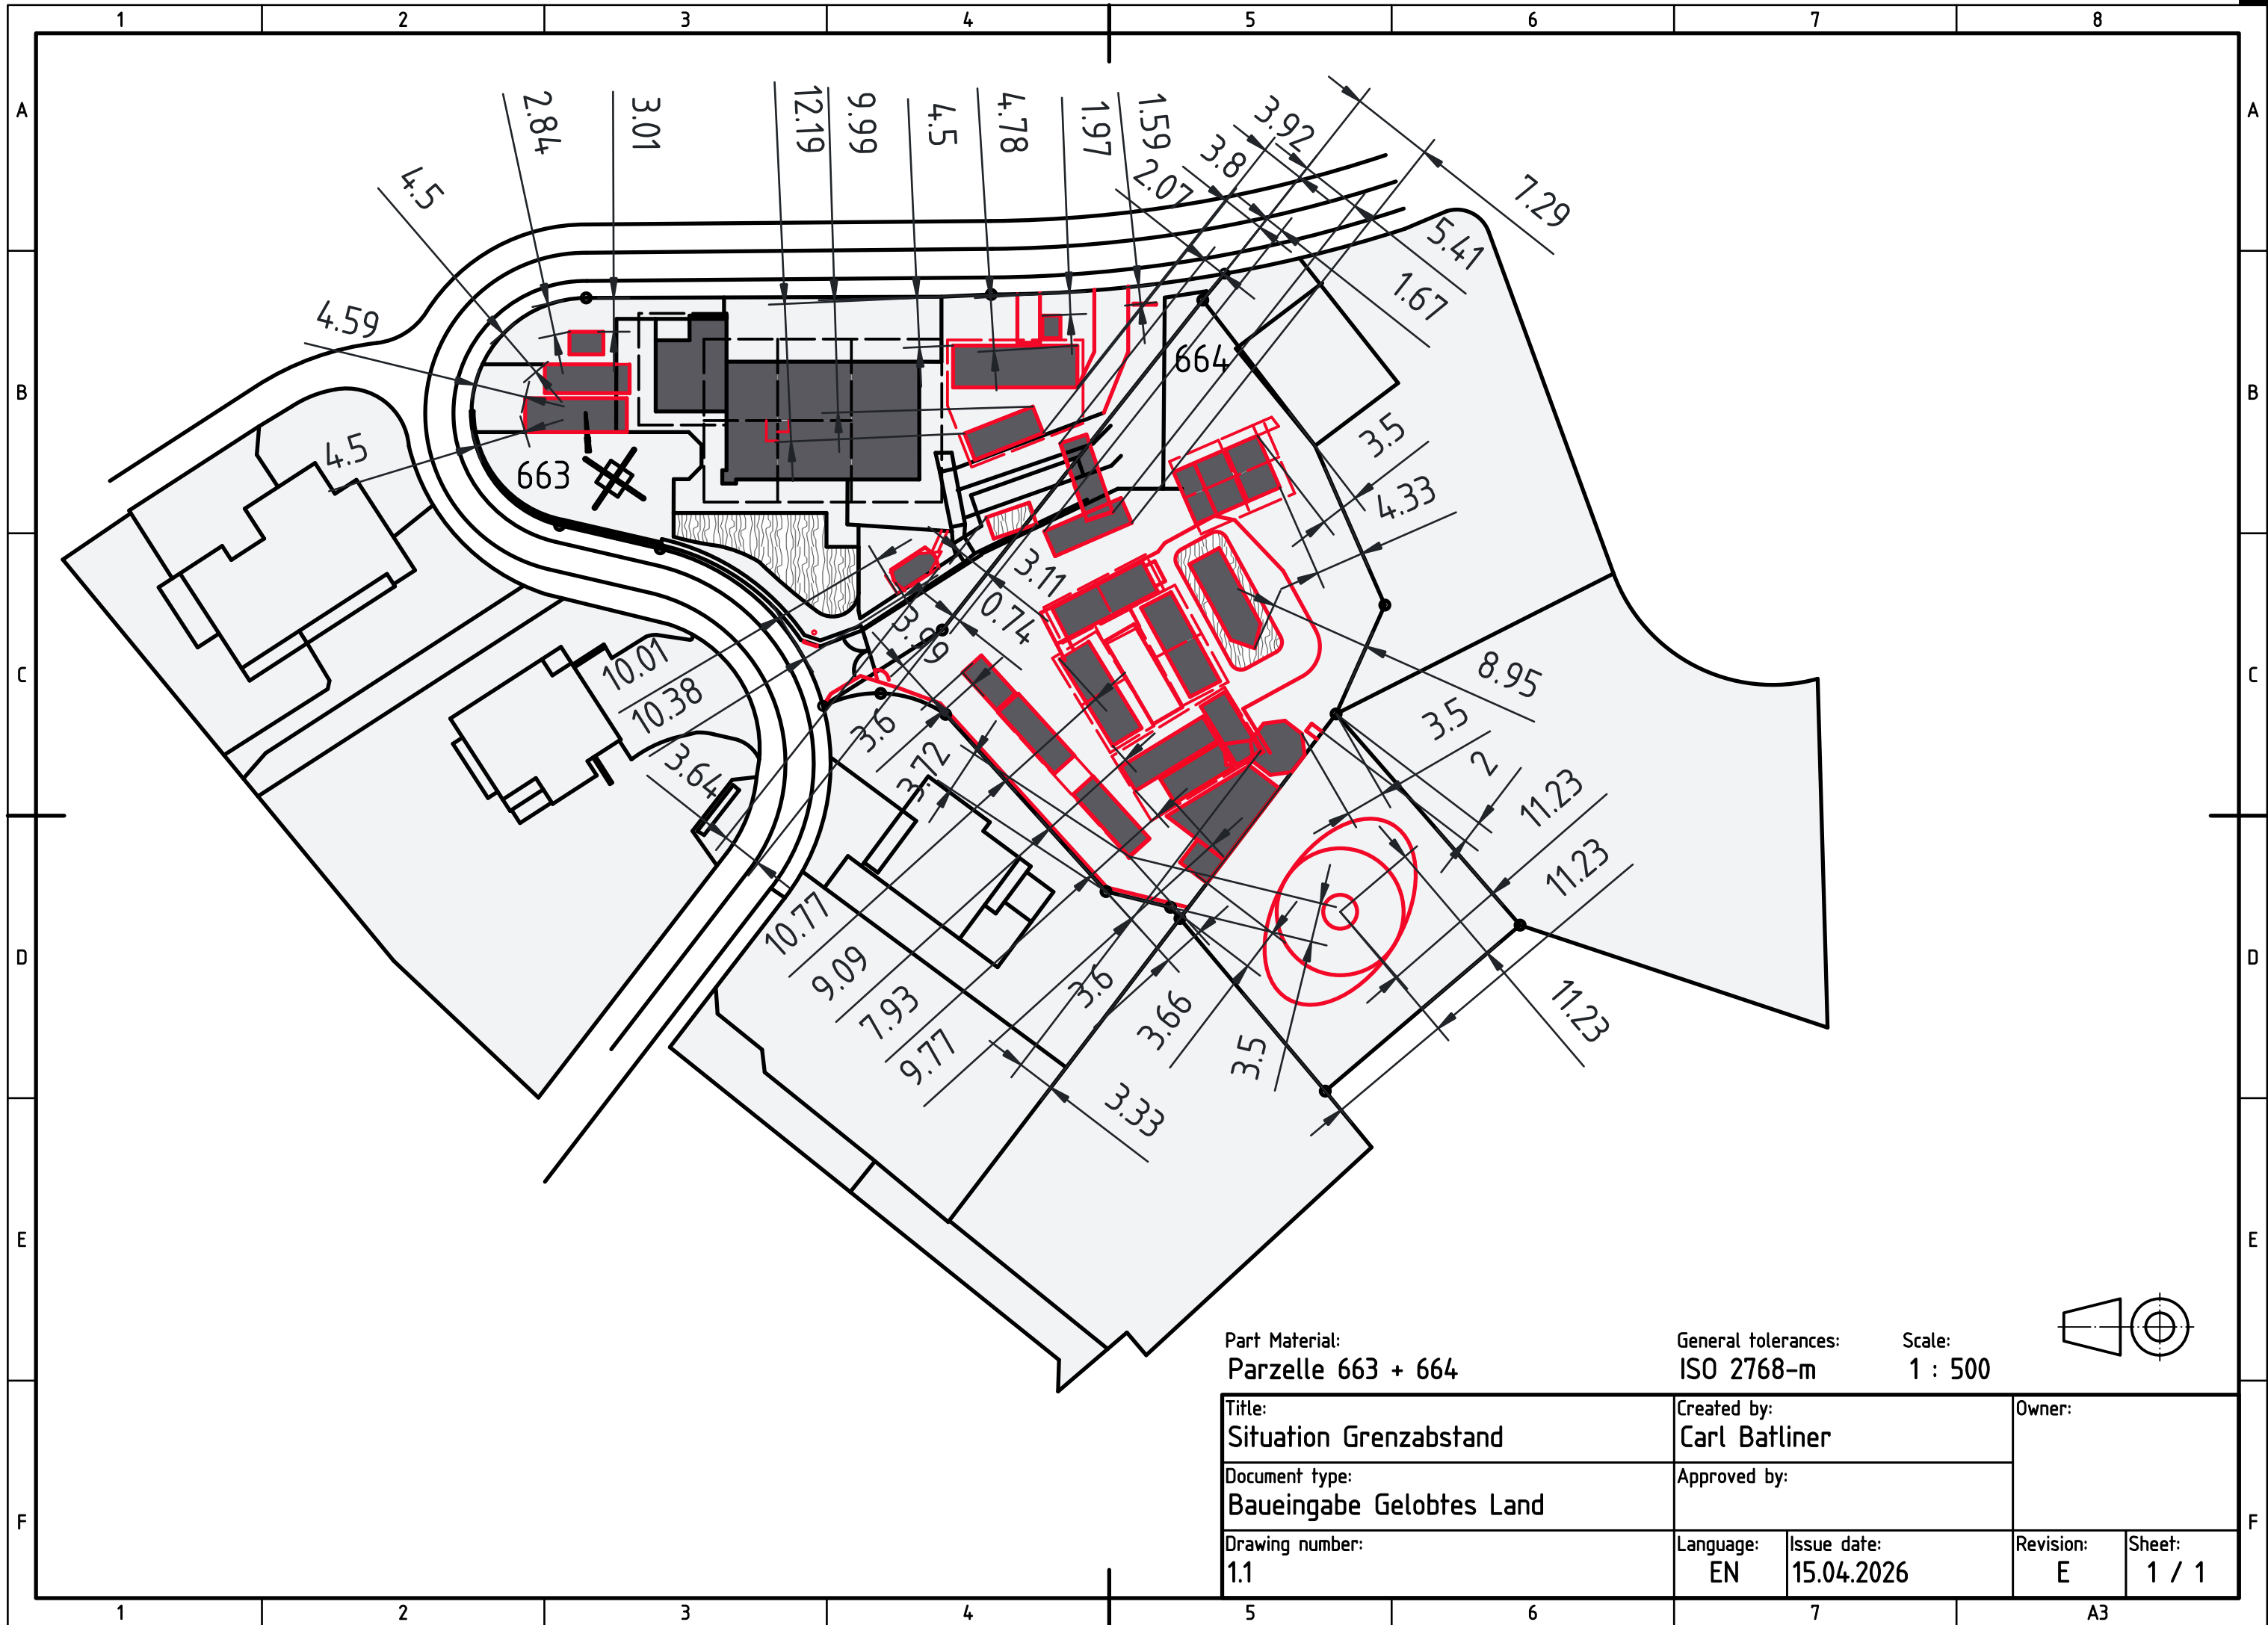 1 2 3 4 5 6 7 8
A A
2.84
3.01
12.19
9.99
4.5
4.78
1.97
1.59
2.07
3.8
3.92
7.29
5.41
1.67
4.5
4.59
4.5
B B
663
664
3.5
4.33
3.11
0.74
3.99
C C
10.01
10.38
3.64
3.6
3.72
8.95
3.5
2
11.23
11.23
11.23
10.77
9.09
7.93
9.77
3.6
3.66
3.5
3.33
D D
E E
Part Material: General tolerances: Scale:
Parzelle 663 + 664 ISO 2768-m 1 : 500
Title: Created by: Owner:
Situation Grenzabstand Carl Batliner
Document type: Approved by:
Baueingabe Gelobtes Land
F F
Drawing number: Language: Issue date: Revision: Sheet:
1.1 EN 15.04.2026 E 1 / 1
1 2 3 4 5 6 7 A3